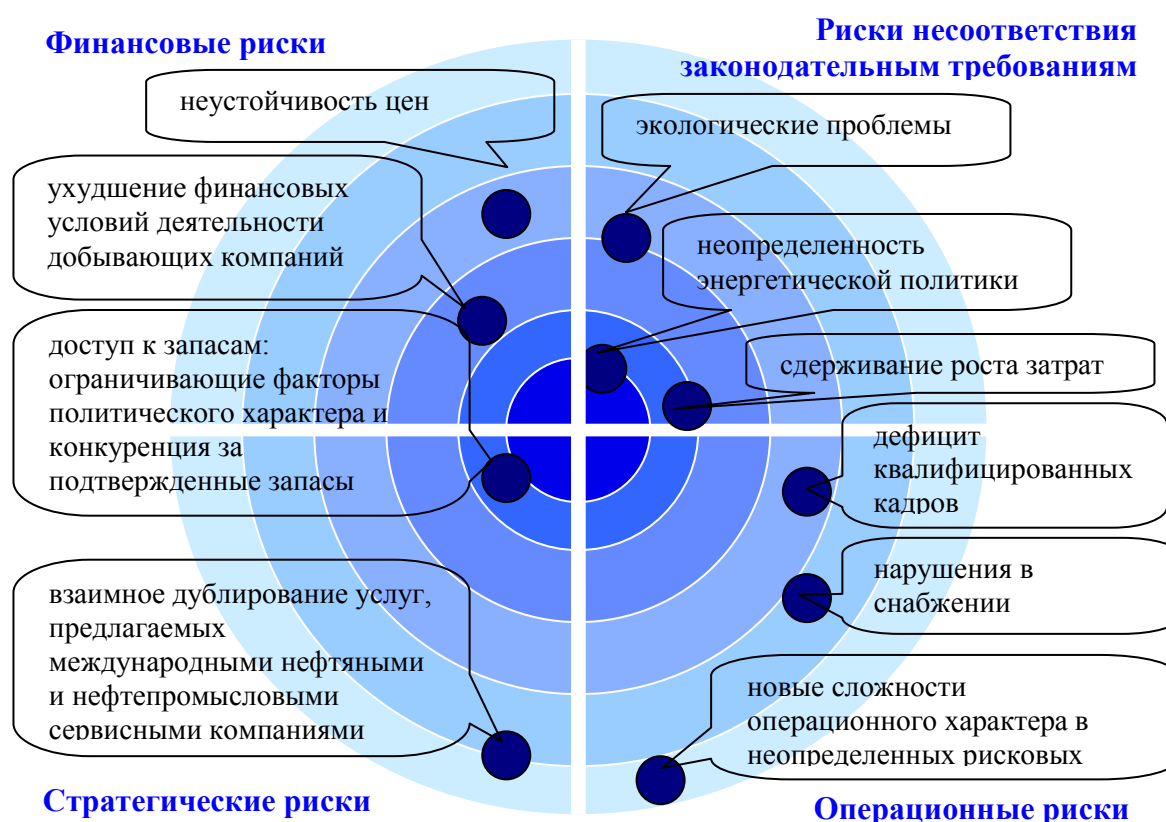 Финансовые риски
Риски несоответствия
законодательным требованиям
неустойчивость цен
экологические проблемы
ухудшение финансовых
условий деятельности
добывающих компаний
неопределенность
энергетической политики
доступ к запасам:
ограничивающие факторы
политического характера и
конкуренция за
подтвержденные запасы
сдерживание роста затрат
дефицит
квалифицированных
кадров
нарушения в
снабжении
взаимное дублирование услуг,
предлагаемых
международными нефтяными
и нефтепромысловыми
сервисными компаниями
новые сложности
операционного характера в
неопределенных рисковых
Стратегические риски
Операционные риски